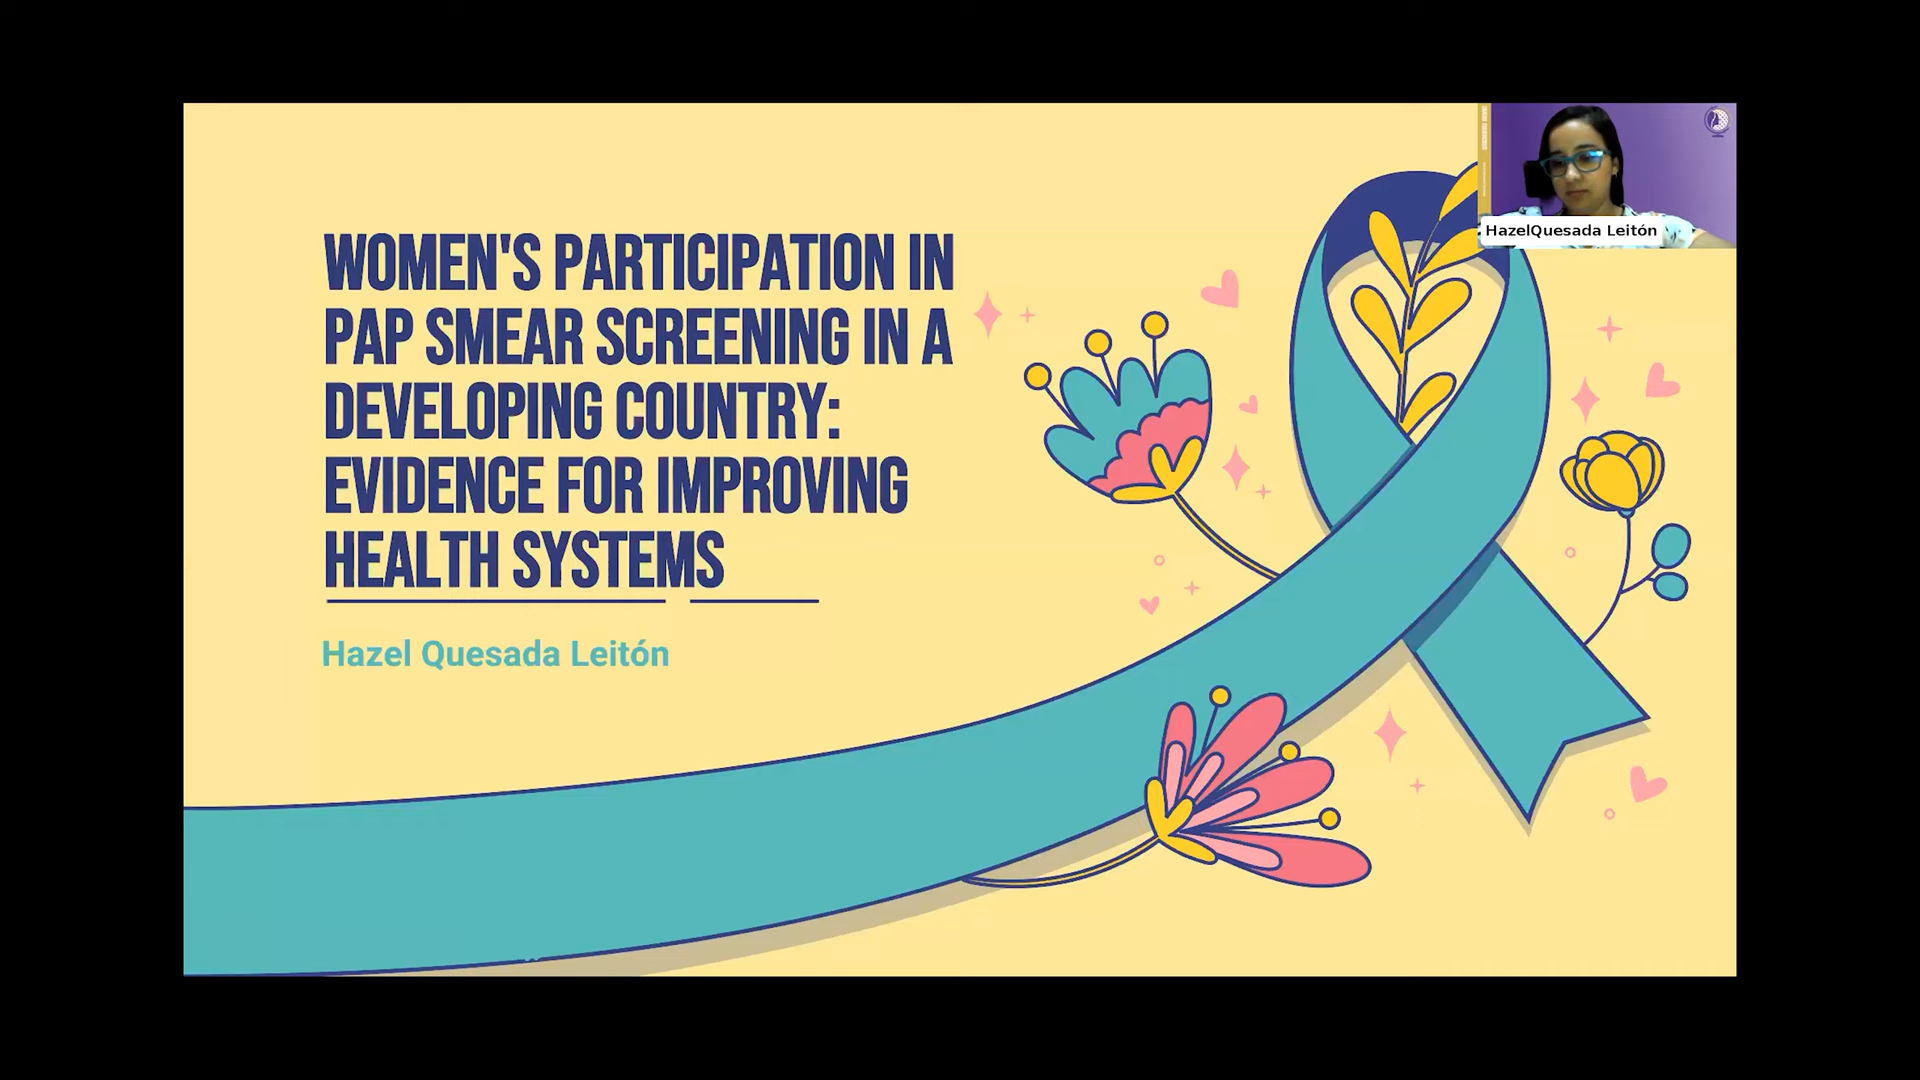 WOMEN'S PARTICIPATION IN
PAP SMEAR SCREENING IN A
DEVELOPING COUNTRY:
EVIDENCE FOR IMPROVING
HEALTH SYSTEMS
Hazel Quesada Leitón
HazelQuesada Leitón